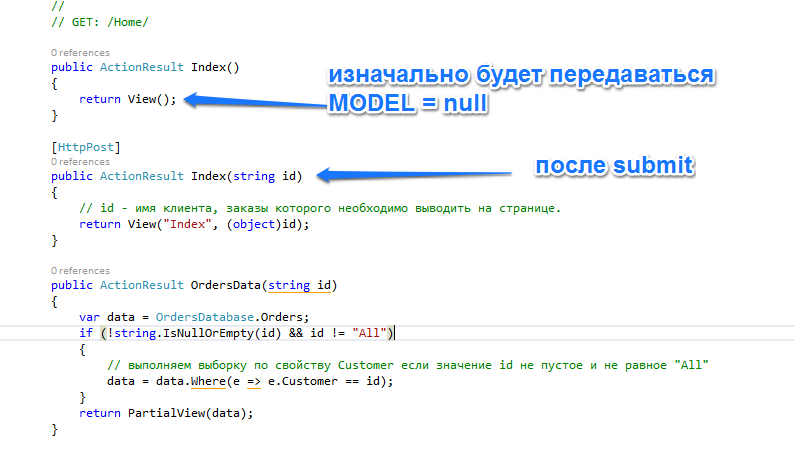 //
// GET: /Home/
0 references
public ActionResult Index()
{
return View();
}
изначально будет передаваться
MODEL = null
[HttpPost]
0 references
public ActionResult Index(string id)
после submit
{
// id - имя клиента, заказы которого необходимо выводить на странице.
return View("Index", (object)id);
}
0 references
public ActionResult OrdersData(string id)
{
var data = OrdersDatabase.Orders;
if (!string.IsNullOrEmpty(id) && id != "All")
{
// выполняем выборку по свойству Customer если значение id не пустое и не равное "All"
data = data.Where(e => e.Customer == id);
}
return PartialView(data);
}